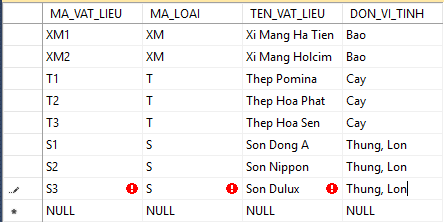 MA_VAT_LIEU MA_LOAI TEN_VAT_LIEU DON_VI_TINH
XM1 XM Xi Mang Ha Tien Bao
XM2 XM Xi Mang Holcim Bao
T1 T Thep Pomina Cay
T2 T Thep Hoa Phat Cay
T3 T Thep Hoa Sen Cay
S1 S Son Dong A Thung, Lon
S2 S Son Nippon Thung, Lon
S3 S Son Dulux Thung, Lon
NULL NULL NULL NULL